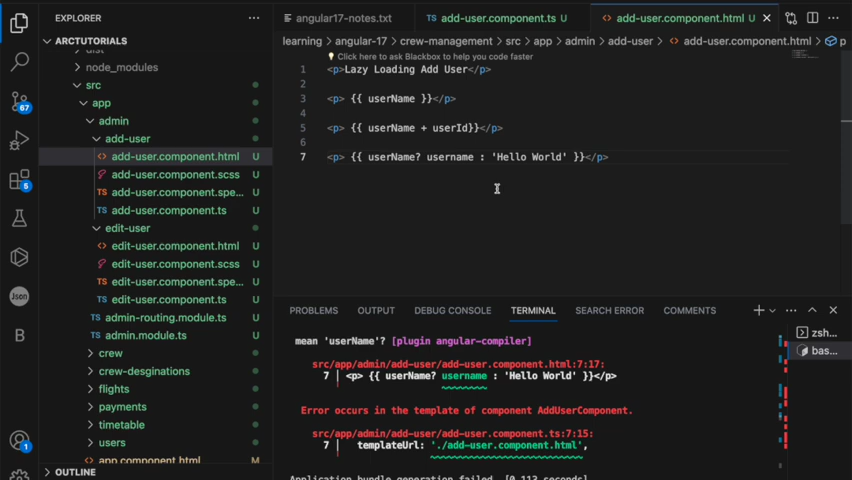 EXPLORER
ARCTUTORIALS
dist
node_modules
src
app
admin
add-user
add-user.component.html U
add-user.component.scss U
add-user.component.spe... U
add-user.component.ts U
edit-user
edit-user.component.html U
edit-user.component.scss U
edit-user.component.spe... U
edit-user.component.ts U
admin-routing.module.ts U
admin.module.ts U
crew
crew-desginations
flights
payments
timetable
users
app.component.html U
OUTLINE
67
5
Json
B
1
angular17-notes.txt
add-user.component.ts U
add-user.component.html U
learning > angular-17 > crew-management > src > app > admin > add-user > add-user.component.html > p
Click here to ask Blackbox to help you code faster
1 <p>Lazy Loading Add User</p>
2
3 <p> {{ userName }}</p>
4
5 <p> {{ userName + userId}}</p>
6
7 <p> {{ userName? username : 'Hello World' }}</p>
PROBLEMS OUTPUT DEBUG CONSOLE TERMINAL SEARCH ERROR COMMENTS
mean 'userName'? [plugin angular-compiler]
src/app/admin/add-user/add-user.component.html:7:17:
7 │ <p> {{ userName? username : 'Hello World' }}</p>
Error occurs in the template of component AddUserComponent.
src/app/admin/add-user/add-user.component.ts:7:15:
7 │ templateUrl: './add-user.component.html',
Application bundle generation failed. [0.113 seconds]
zsh...
bas...